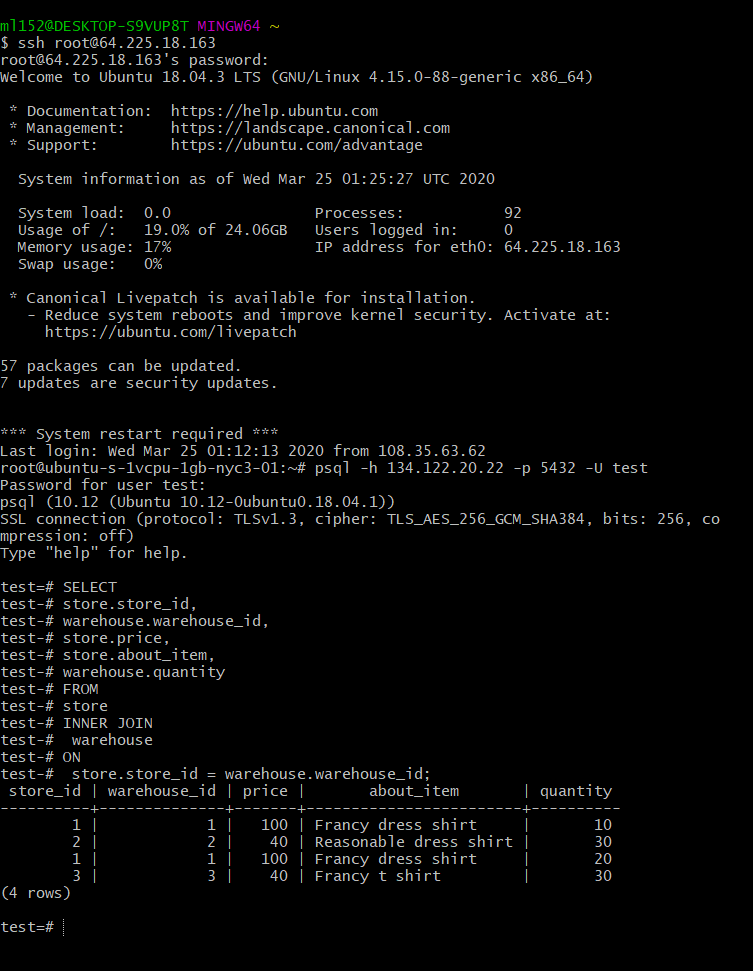 ml152@DESKTOP-S9VUP8T MINGW64 ~
$ ssh root@64.225.18.163
root@64.225.18.163's password:
Welcome to Ubuntu 18.04.3 LTS (GNU/Linux 4.15.0-88-generic x86_64)

 * Documentation:  https://help.ubuntu.com
 * Management:     https://landscape.canonical.com
 * Support:        https://ubuntu.com/advantage

  System information as of Wed Mar 25 01:25:27 UTC 2020

  System load:  0.0                Processes:           92
  Usage of /:   19.0% of 24.06GB   Users logged in:     0
  Memory usage: 17%                IP address for eth0: 64.225.18.163
  Swap usage:   0%

 * Canonical Livepatch is available for installation.
   - Reduce system reboots and improve kernel security. Activate at:
     https://ubuntu.com/livepatch

57 packages can be updated.
7 updates are security updates.


*** System restart required ***
Last login: Wed Mar 25 01:12:13 2020 from 108.35.63.62
root@ubuntu-s-1vcpu-1gb-nyc3-01:~# psql -h 134.122.20.22 -p 5432 -U test
Password for user test:
psql (10.12 (Ubuntu 10.12-0ubuntu0.18.04.1))
SSL connection (protocol: TLSv1.3, cipher: TLS_AES_256_GCM_SHA384, bits: 256, co
mpression: off)
Type "help" for help.

test=# SELECT
test-# store.store_id,
test-# warehouse.warehouse_id,
test-# store.price,
test-# store.about_item,
test-# warehouse.quantity
test-# FROM
test-# store
test-# INNER JOIN
test-#  warehouse
test-# ON
test-#  store.store_id = warehouse.warehouse_id;
 store_id | warehouse_id | price |       about_item       | quantity
----------+--------------+-------+------------------------+----------
        1 |            1 |   100 | Francy dress shirt     |       10
        2 |            2 |    40 | Reasonable dress shirt |       30
        1 |            1 |   100 | Francy dress shirt     |       20
        3 |            3 |    40 | Francy t shirt         |       30
(4 rows)

test=#